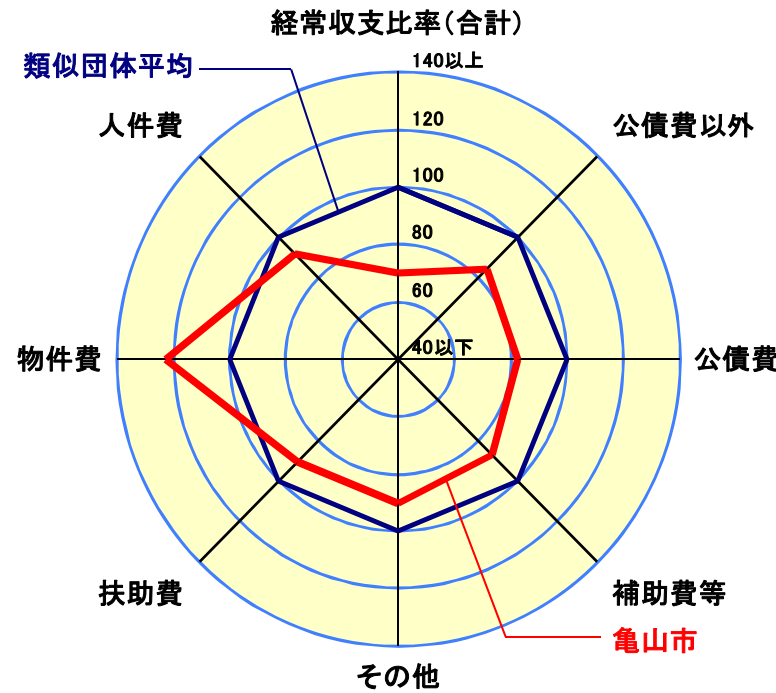 経常収支比率(合計)
類似団体平均
140以上
人件費
120
公債費以外
100
80
60
40以下
物件費
公債費
扶助費
補助費等
亀山市
その他